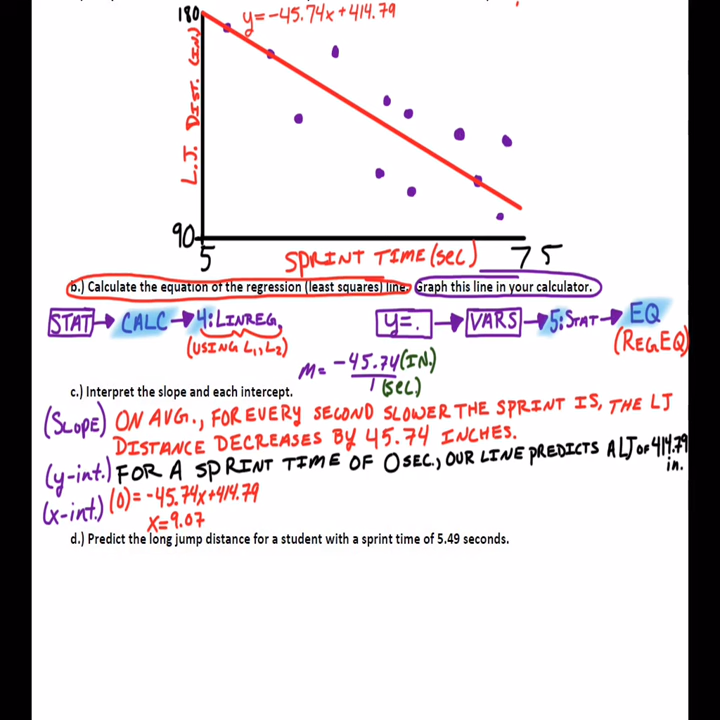 180
y=-45.74x+414.79
L.J. DIST. (IN)
90
5
SPRINT TIME (SEC)
7 5
b.) Calculate the equation of the regression (least squares) line. Graph this line in your calculator.
STAT → CALC → 4:LINREG, Y=. → VARS → 5:STAT → EQ
(USING L1, L2) (REGEQ)
M= -45.74 (IN.)
1 (SEC)
c.) Interpret the slope and each intercept.
(SLOPE) ON AVG., FOR EVERY SECOND SLOWER THE SPRINT IS, THE LJ
DISTANCE DECREASES BY 45.74 INCHES.
(y-int.) FOR A SPRINT TIME OF 0 SEC., OUR LINE PREDICTS A LJ OF 414.79
in.
(x-int.) (0)=-45.74x+414.79
x=9.07
d.) Predict the long jump distance for a student with a sprint time of 5.49 seconds.